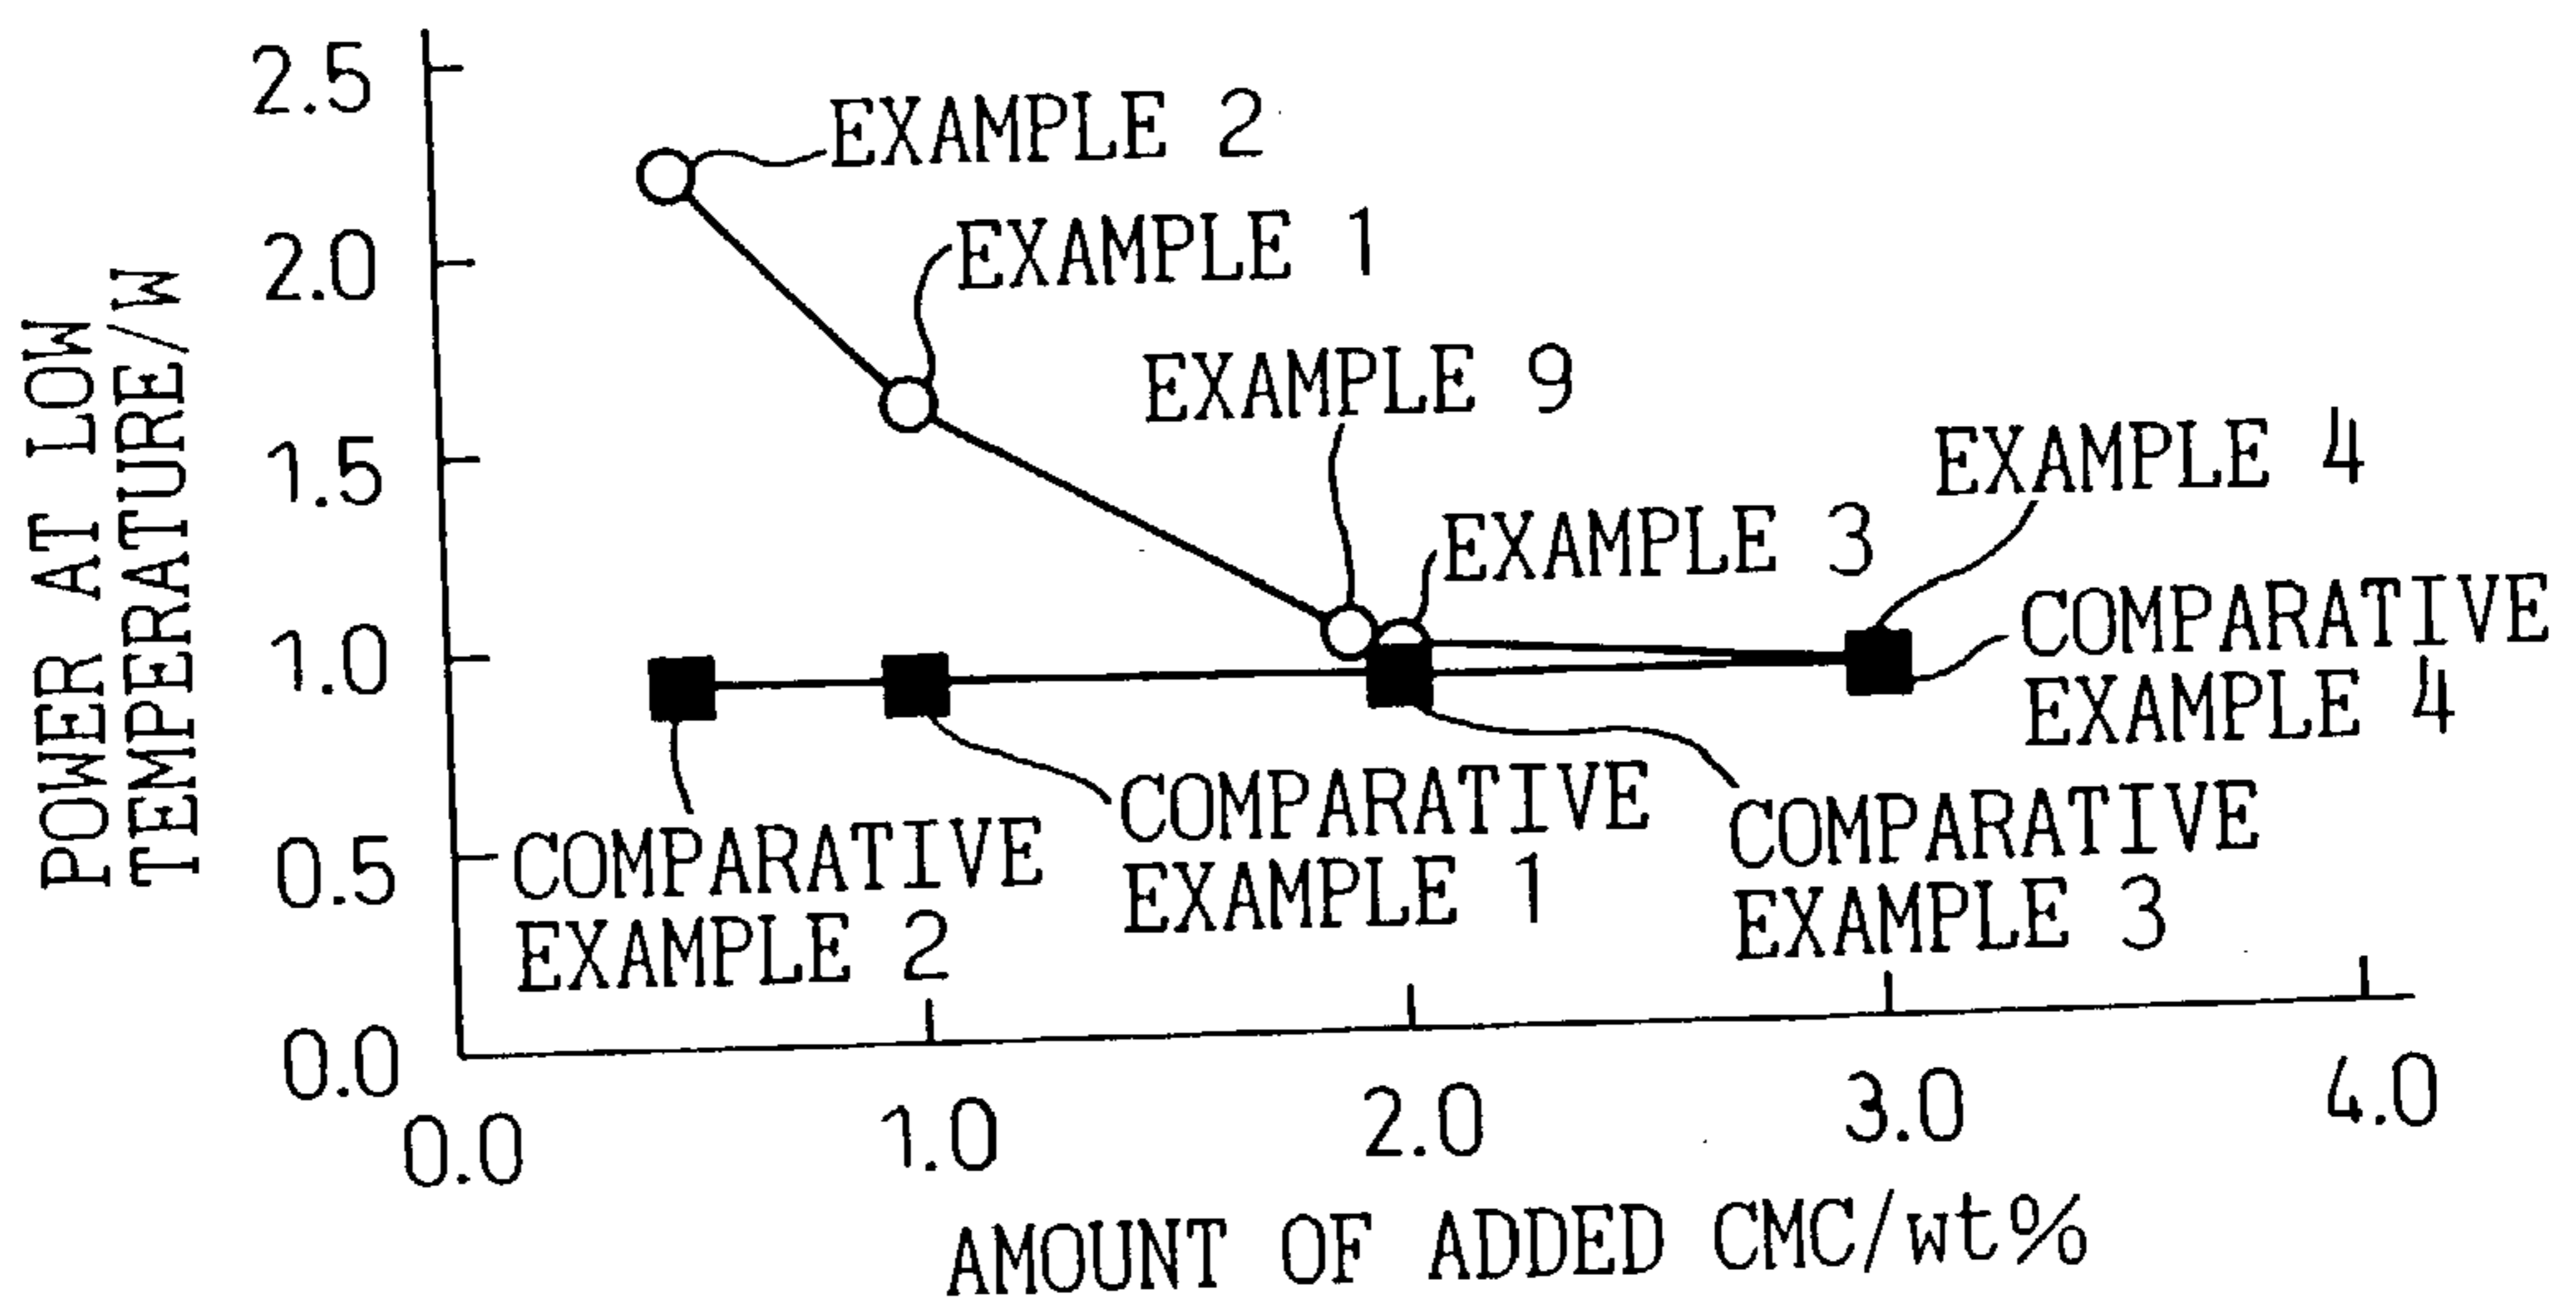 POWER AT LOW
TEMPERATURE/W
2.5
2.0
1.5
1.0
0.5
0.0
EXAMPLE 2
EXAMPLE 1
EXAMPLE 9
EXAMPLE 3
EXAMPLE 4
COMPARATIVE
EXAMPLE 4
COMPARATIVE
EXAMPLE 2
COMPARATIVE
EXAMPLE 1
COMPARATIVE
EXAMPLE 3
0.0
1.0
2.0
3.0
4.0
AMOUNT OF ADDED CMC/wt%